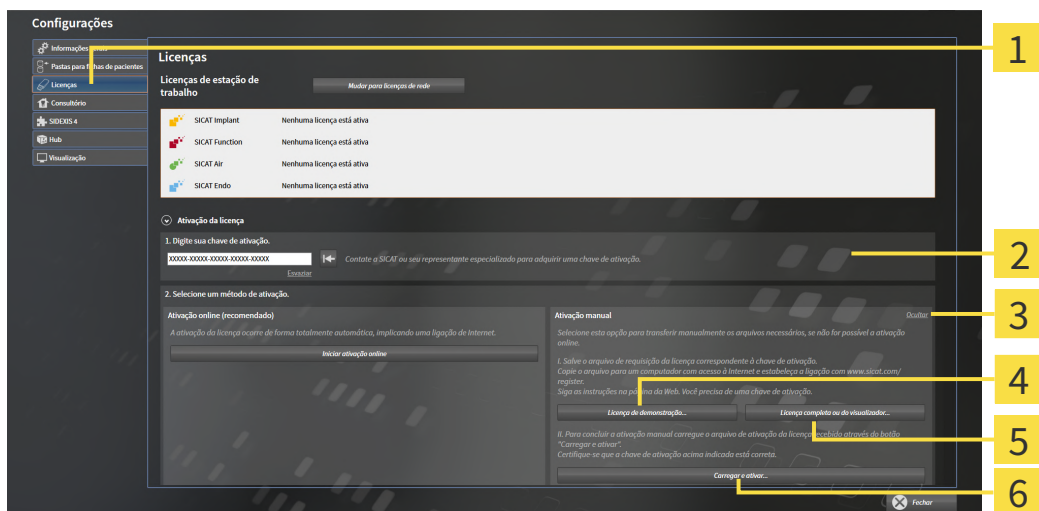 Configurações
Informações gerais
Pastas para fichas de pacientes
Licenças
Consultório
SIDEXIS 4
Hub
Visualização
Licenças
Licenças de estação de
trabalho
Mudar para licenças de rede
SICAT Implant Nenhuma licença está ativa
SICAT Function Nenhuma licença está ativa
SICAT Air Nenhuma licença está ativa
SICAT Endo Nenhuma licença está ativa
Ativação da licença
1. Digite sua chave de ativação.
XXXXX-XXXXX-XXXXX-XXXXX-XXXXX
Contate a SICAT ou seu representante especializado para adquirir uma chave de ativação.
Esvaziar
2. Selecione um método de ativação.
Ativação online (recomendado)
A ativação da licença ocorre de forma totalmente automática, implicando uma ligação de Internet.
Iniciar ativação online
Ativação manual
Ocultar
Selecione esta opção para transferir manualmente os arquivos necessários, se não for possível a ativação
online.
I. Salve o arquivo de requisição da licença correspondente à chave de ativação.
Copie o arquivo para um computador com acesso à Internet e estabeleça a ligação com www.sicat.com/
register.
Siga as instruções na página da Web. Você precisa de uma chave de ativação.
Licença de demonstração...
Licença completa ou do visualizador...
II. Para concluir a ativação manual carregue o arquivo de ativação da licença recebido através do botão
"Carregar e ativar".
Certifique-se que a chave de ativação acima indicada está correta.
Carregar e ativar...
Fechar
1
2
3
4
5
6